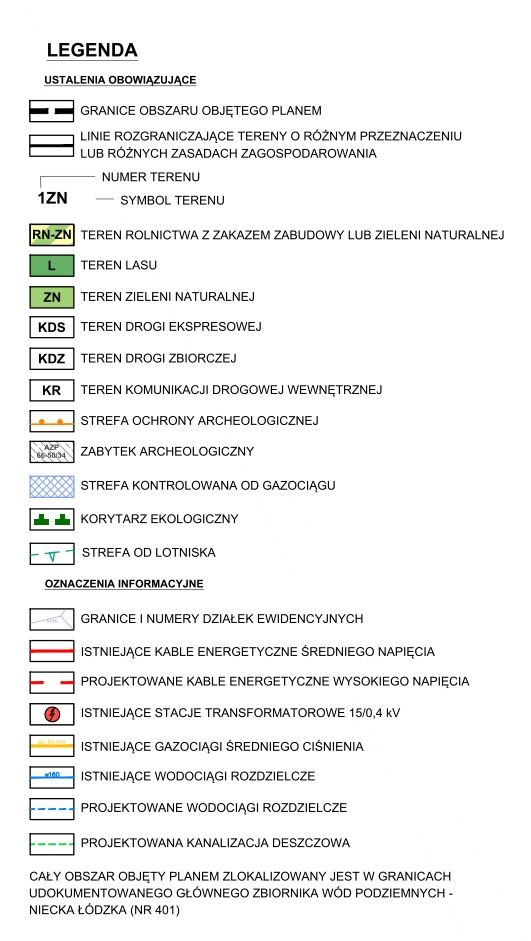 LEGENDA
USTALENIA OBOWIĄZUJĄCE
GRANICE OBSZARU OBJĘTEGO PLANEM
LINIE ROZGRANICZAJĄCE TERENY O RÓŻNYM PRZEZNACZENIU
LUB RÓŻNYCH ZASADACH ZAGOSPODAROWANIA
NUMER TERENU
1ZN SYMBOL TERENU
RN-ZN TEREN ROLNICTWA Z ZAKAZEM ZABUDOWY LUB ZIELENI NATURALNEJ
L TEREN LASU
ZN TEREN ZIELENI NATURALNEJ
KDS TEREN DROGI EKSPRESOWEJ
KDZ TEREN DROGI ZBIORCZEJ
KR TEREN KOMUNIKACJI DROGOWEJ WEWNĘTRZNEJ
STREFA OCHRONY ARCHEOLOGICZNEJ
AZP
66-50/34 ZABYTEK ARCHEOLOGICZNY
STREFA KONTROLOWANA OD GAZOCIĄGU
KORYTARZ EKOLOGICZNY
STREFA OD LOTNISKA
OZNACZENIA INFORMACYJNE
GRANICE I NUMERY DZIAŁEK EWIDENCYJNYCH
ISTNIEJĄCE KABLE ENERGETYCZNE ŚREDNIEGO NAPIĘCIA
PROJEKTOWANE KABLE ENERGETYCZNE WYSOKIEGO NAPIĘCIA
ISTNIEJĄCE STACJE TRANSFORMATOROWE 15/0,4 kV
ISTNIEJĄCE GAZOCIĄGI ŚREDNIEGO CIŚNIENIA
w160 ISTNIEJĄCE WODOCIĄGI ROZDZIELCZE
PROJEKTOWANE WODOCIĄGI ROZDZIELCZE
PROJEKTOWANA KANALIZACJA DESZCZOWA
CAŁY OBSZAR OBJĘTY PLANEM ZLOKALIZOWANY JEST W GRANICACH
UDOKUMENTOWANEGO GŁÓWNEGO ZBIORNIKA WÓD PODZIEMNYCH -
NIECKA ŁÓDZKA (NR 401)